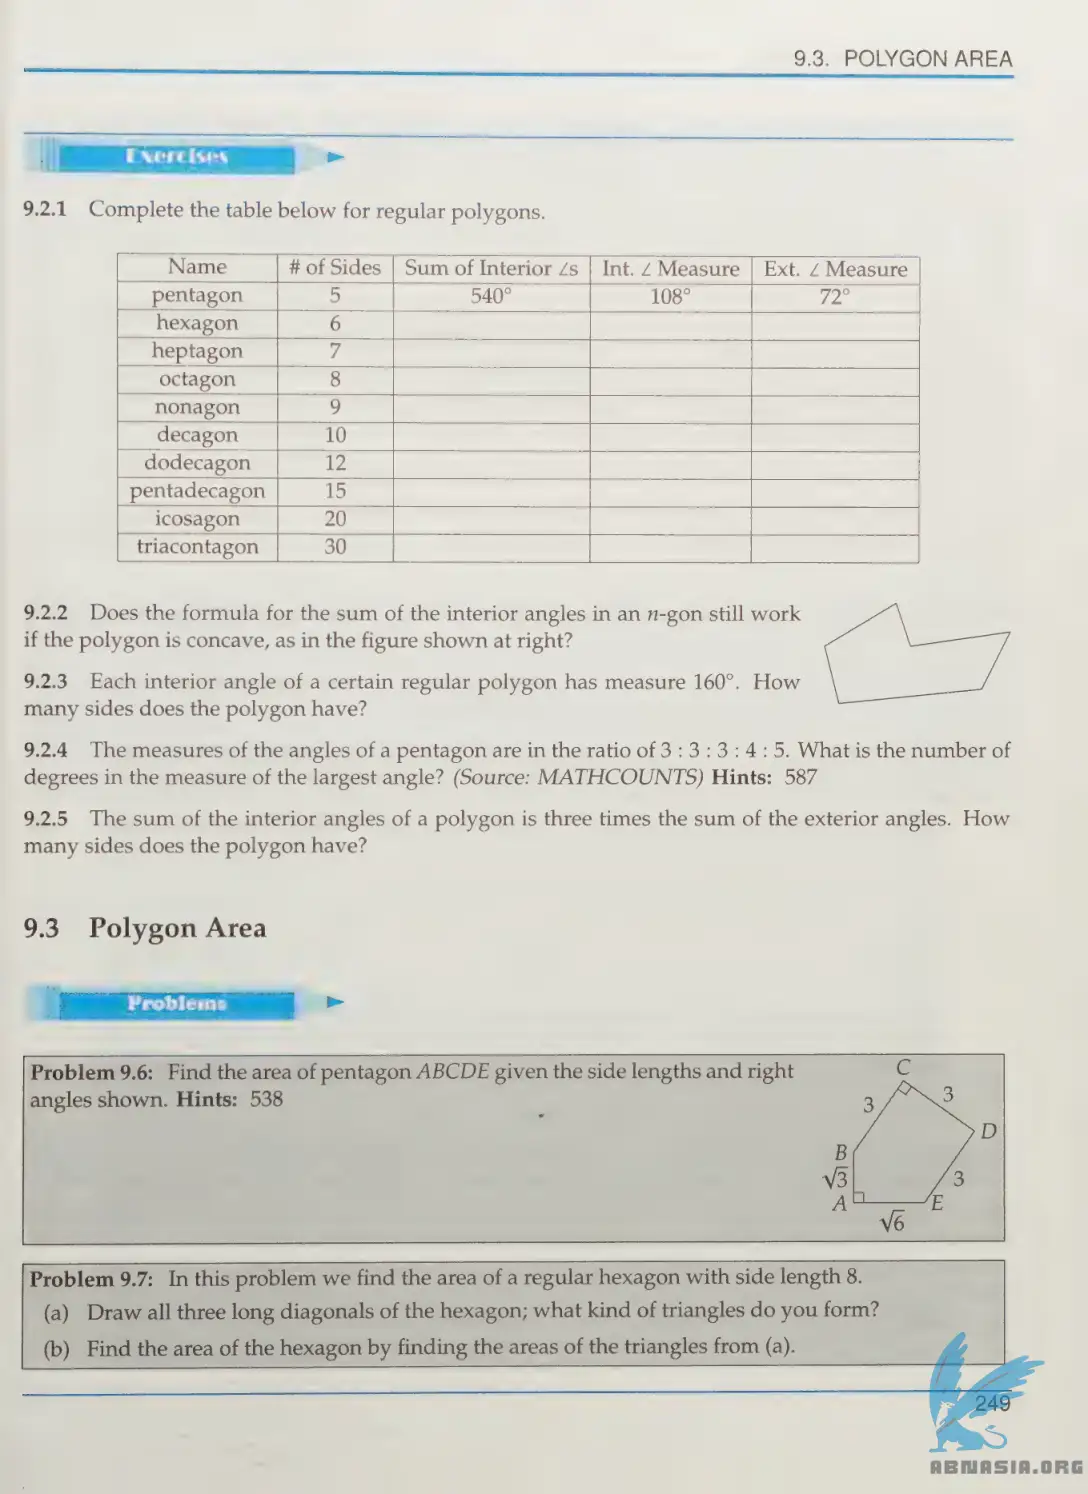 9.3. POLYGON AREA
Exercises
9.2.1 Complete the table below for regular polygons.
Name # of Sides Sum of Interior ∠s Int. ∠ Measure Ext. ∠ Measure
pentagon 5 540° 108° 72°
hexagon 6
heptagon 7
octagon 8
nonagon 9
decagon 10
dodecagon 12
pentadecagon 15
icosagon 20
triacontagon 30
9.2.2 Does the formula for the sum of the interior angles in an n-gon still work
if the polygon is concave, as in the figure shown at right?
9.2.3 Each interior angle of a certain regular polygon has measure 160°. How
many sides does the polygon have?
9.2.4 The measures of the angles of a pentagon are in the ratio of 3 : 3 : 3 : 4 : 5. What is the number of
degrees in the measure of the largest angle? (Source: MATHCOUNTS) Hints: 587
9.2.5 The sum of the interior angles of a polygon is three times the sum of the exterior angles. How
many sides does the polygon have?
9.3 Polygon Area
Problems
Problem 9.6: Find the area of pentagon ABCDE given the side lengths and right
angles shown. Hints: 538
C
3
3
D
B
√3
3
A
E
√6
Problem 9.7: In this problem we find the area of a regular hexagon with side length 8.
(a) Draw all three long diagonals of the hexagon; what kind of triangles do you form?
(b) Find the area of the hexagon by finding the areas of the triangles from (a).
249
ABNASIA.ORG